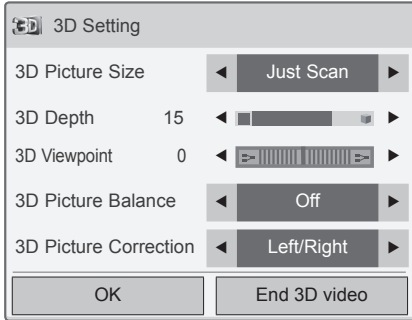 3D 3D Setting
3D Picture Size Just Scan
3D Depth 15
3D Viewpoint 0
3D Picture Balance Off
3D Picture Correction Left/Right
OK End 3D video